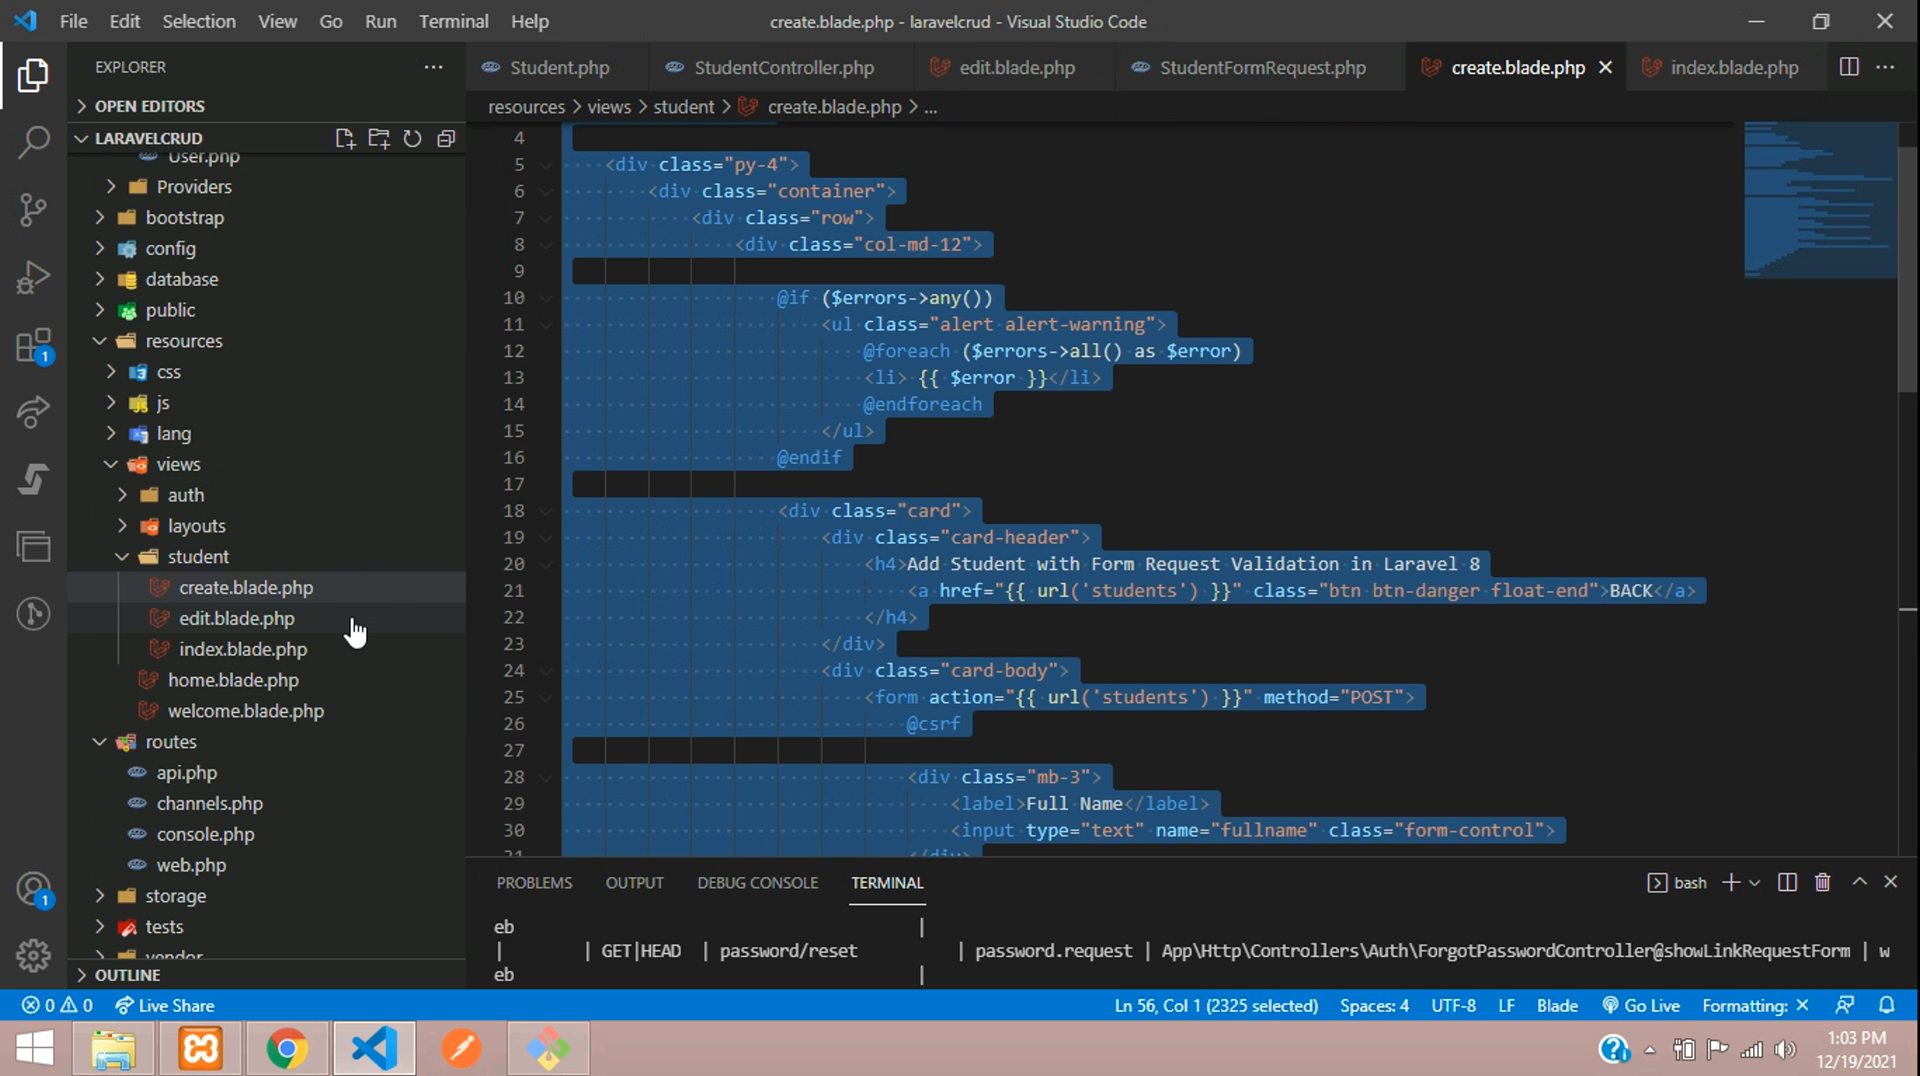 File Edit Selection View Go Run Terminal Help
create.blade.php - laravelcrud - Visual Studio Code
EXPLORER
Student.php StudentController.php edit.blade.php StudentFormRequest.php create.blade.php index.blade.php
OPEN EDITORS
resources > views > student > create.blade.php > ...
LARAVELCRUD
User.php
Providers
bootstrap
config
database
public
resources
css
js
lang
views
auth
layouts
student
create.blade.php
edit.blade.php
index.blade.php
home.blade.php
welcome.blade.php
routes
api.php
channels.php
console.php
web.php
storage
tests
vendor
OUTLINE
4
5 <div class="py-4">
6 <div class="container">
7 <div class="row">
8 <div class="col-md-12">
9
10 @if ($errors->any())
11 <ul class="alert alert-warning">
12 @foreach ($errors->all() as $error)
13 <li> {{ $error }}</li>
14 @endforeach
15 </ul>
16 @endif
17
18 <div class="card">
19 <div class="card-header">
20 <h4>Add Student with Form Request Validation in Laravel 8
21 <a href="{{ url('students') }}" class="btn btn-danger float-end">BACK</a>
22 </h4>
23 </div>
24 <div class="card-body">
25 <form action="{{ url('students') }}" method="POST">
26 @csrf
27
28 <div class="mb-3">
29 <label>Full Name</label>
30 <input type="text" name="fullname" class="form-control">
31 </div>
PROBLEMS OUTPUT DEBUG CONSOLE TERMINAL
bash
eb |
| | GET|HEAD | password/reset | password.request | App\Http\Controllers\Auth\ForgotPasswordController@showLinkRequestForm | w
eb |
0 0 Live Share
Ln 56, Col 1 (2325 selected) Spaces: 4 UTF-8 LF Blade Go Live Formatting: ×
1
1
1:03 PM
12/19/2021